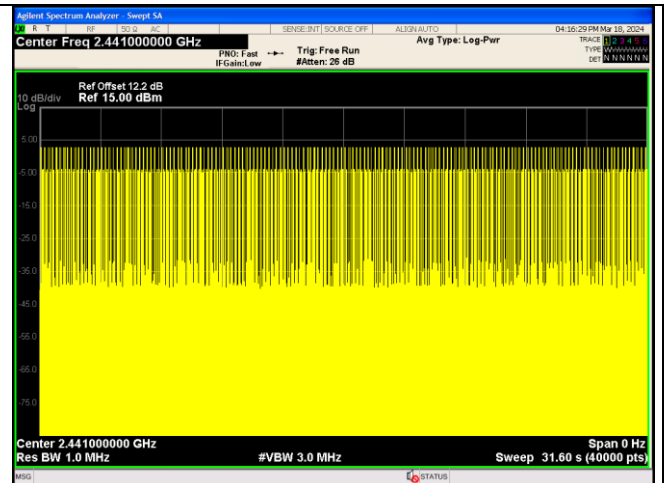 Agilent Spectrum Analyzer - Swept SA
R T RF 50 Ω AC SENSE:INT SOURCE OFF ALIGN AUTO 04:16:29 PM Mar 18, 2024
Center Freq 2.441000000 GHz
PNO: Fast
IFGain:Low
Trig: Free Run
#Atten: 26 dB
Avg Type: Log-Pwr
TRACE 1 2 3 4 5 6
TYPE
DET N N N N N N
Ref Offset 12.2 dB
10 dB/div Ref 15.00 dBm
Log
5.00
-5.00
-15.0
-25.0
-35.0
-45.0
-55.0
-65.0
-75.0
Center 2.441000000 GHz Span 0 Hz
Res BW 1.0 MHz #VBW 3.0 MHz Sweep 31.60 s (40000 pts)
MSG STATUS